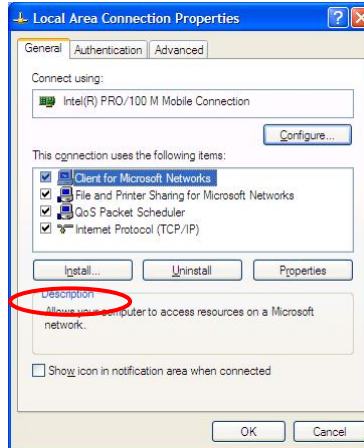 Local Area Connection Properties
General Authentication Advanced
Connect using:
Intel(R) PRO/100 M Mobile Connection
Configure...
This connection uses the following items:
Client for Microsoft Networks
File and Printer Sharing for Microsoft Networks
QoS Packet Scheduler
Internet Protocol (TCP/IP)
Install... Uninstall Properties
Description
Allows your computer to access resources on a Microsoft
network.
Show icon in notification area when connected
OK Cancel